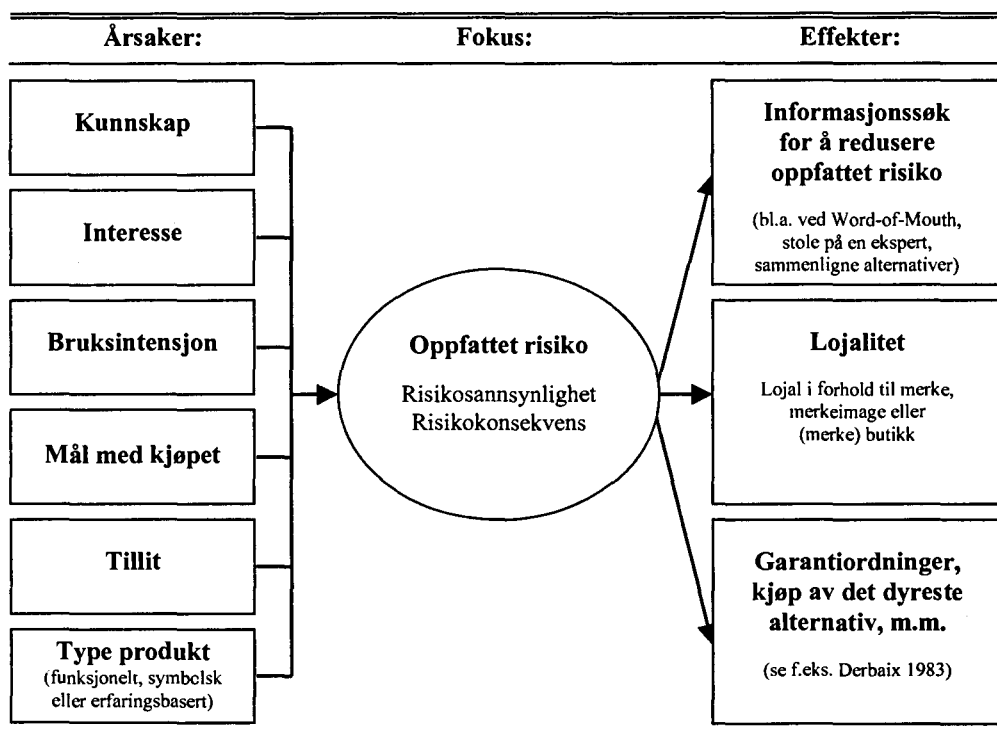 Årsaker:
Fokus:
Effekter:
Kunnskap
Interesse
Bruksintensjon
Mål med kjøpet
Tillit
Type produkt
(funksjonelt, symbolsk
eller erfaringsbasert)
Oppfattet risiko
Risikosannsynlighet
Risikokonsekvens
Informasjonssøk
for å redusere
oppfattet risiko
(bl.a. ved Word-of-Mouth,
stole på en ekspert,
sammenligne alternativer)
Lojalitet
Lojal i forhold til merke,
merkeimage eller
(merke) butikk
Garantiordninger,
kjøp av det dyreste
alternativ, m.m.
(se f.eks. Derbaix 1983)